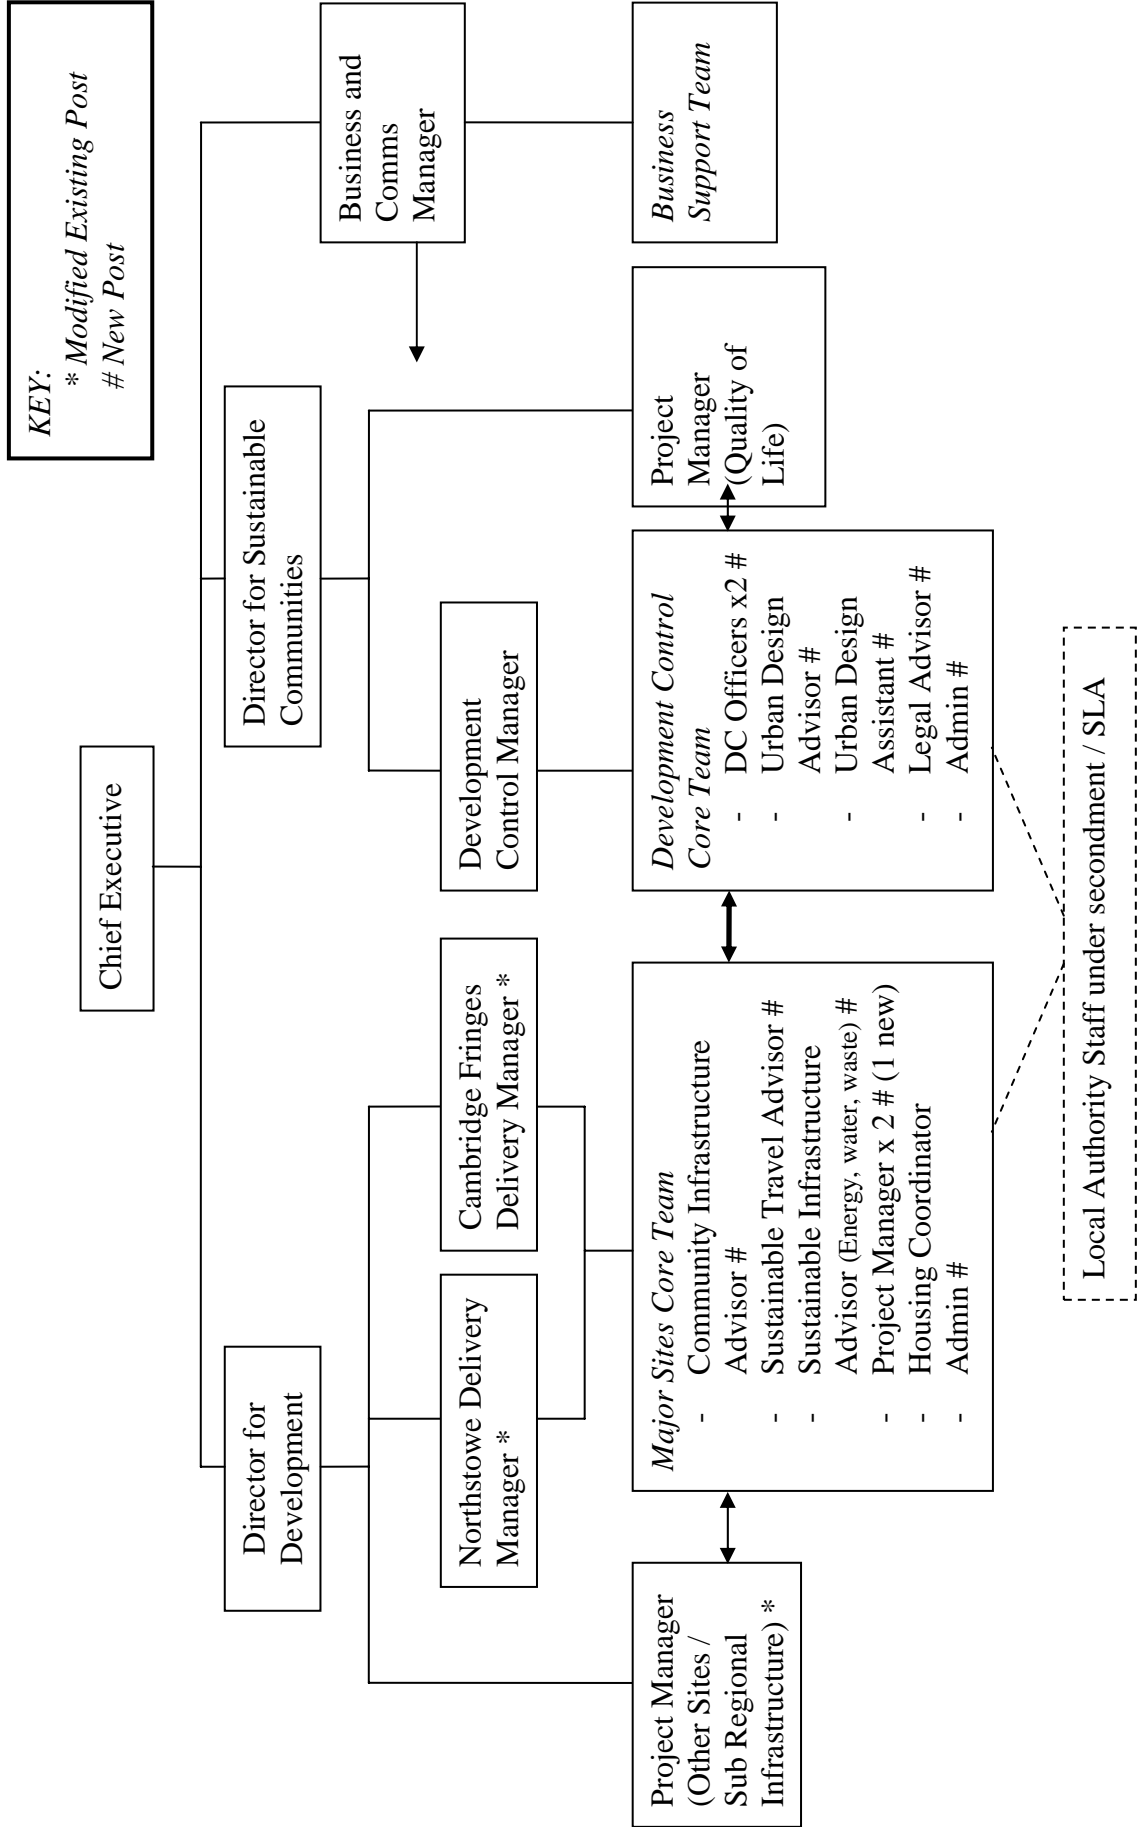 KEY:
* Modified Existing Post
# New Post
Chief Executive
Director for
Development
Director for Sustainable
Communities
Business and
Comms
Manager
Northstowe Delivery
Manager *
Cambridge Fringes
Delivery Manager *
Development
Control Manager
Project Manager
(Other Sites /
Sub Regional
Infrastructure) *
Major Sites Core Team
- Community Infrastructure
Advisor #
- Sustainable Travel Advisor #
- Sustainable Infrastructure
Advisor (Energy, water, waste) #
- Project Manager x 2 # (1 new)
- Housing Coordinator
- Admin #
Development Control
Core Team
- DC Officers x2 #
- Urban Design
Advisor #
- Urban Design
Assistant #
- Legal Advisor #
- Admin #
Project
Manager
(Quality of
Life)
Business
Support Team
Local Authority Staff under secondment / SLA